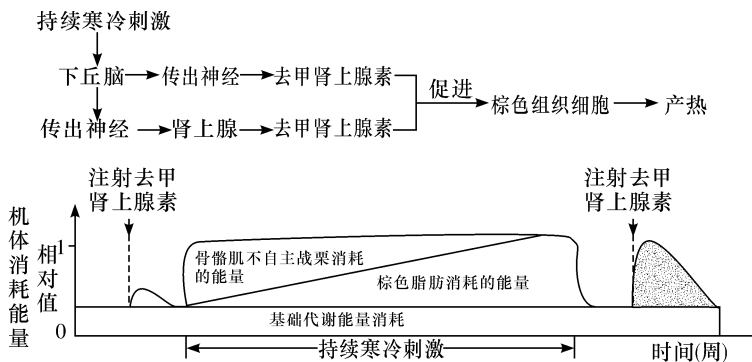 持续寒冷刺激
下丘脑 传出神经 去甲肾上腺素
促进
棕色组织细胞 产热
传出神经 肾上腺 去甲肾上腺素
注射去甲
肾上腺素
注射去甲
肾上腺素
机体消耗能量
相对值
1
0
骨骼肌不自主战栗消耗
的能量
棕色脂肪消耗的能量
基础代谢能量消耗
持续寒冷刺激
时间(周)